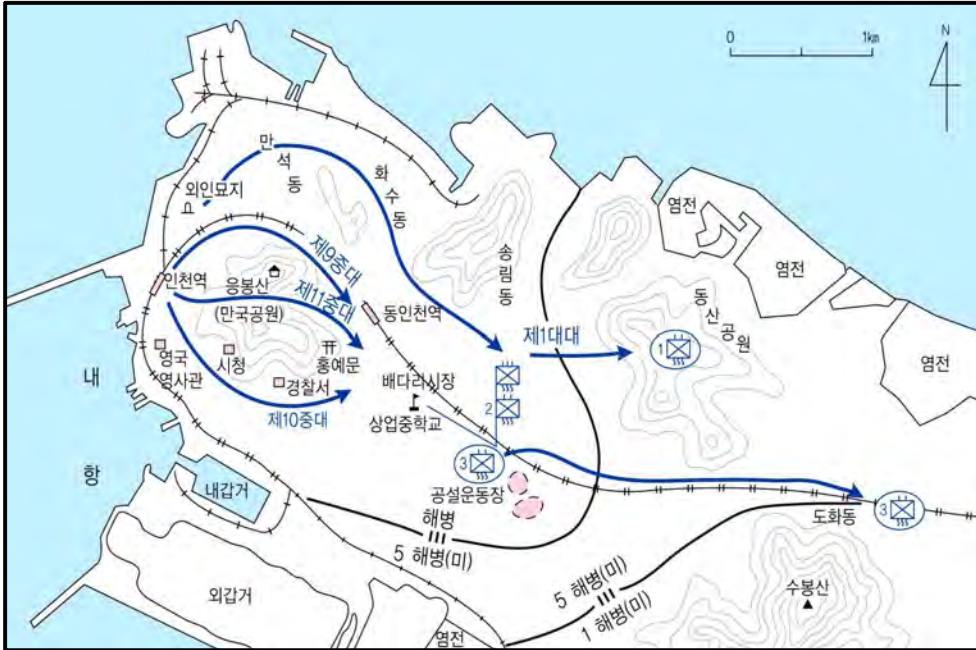 0
1km
N
만석동
화수동
외인묘지
염전
염전
염전
송림동
동산공원
제9중대
인천역
응봉산
(만국공원)
제11중대
동인천역
제1대대
1
영국
영사관
시청
홍예문
경찰서
배다리시장
2
상업중학교
제10중대
3
공설운동장
내항
내갑거
해병
5 해병(미)
도화동
3
5 해병(미)
1 해병(미)
수봉산
외갑거
염전